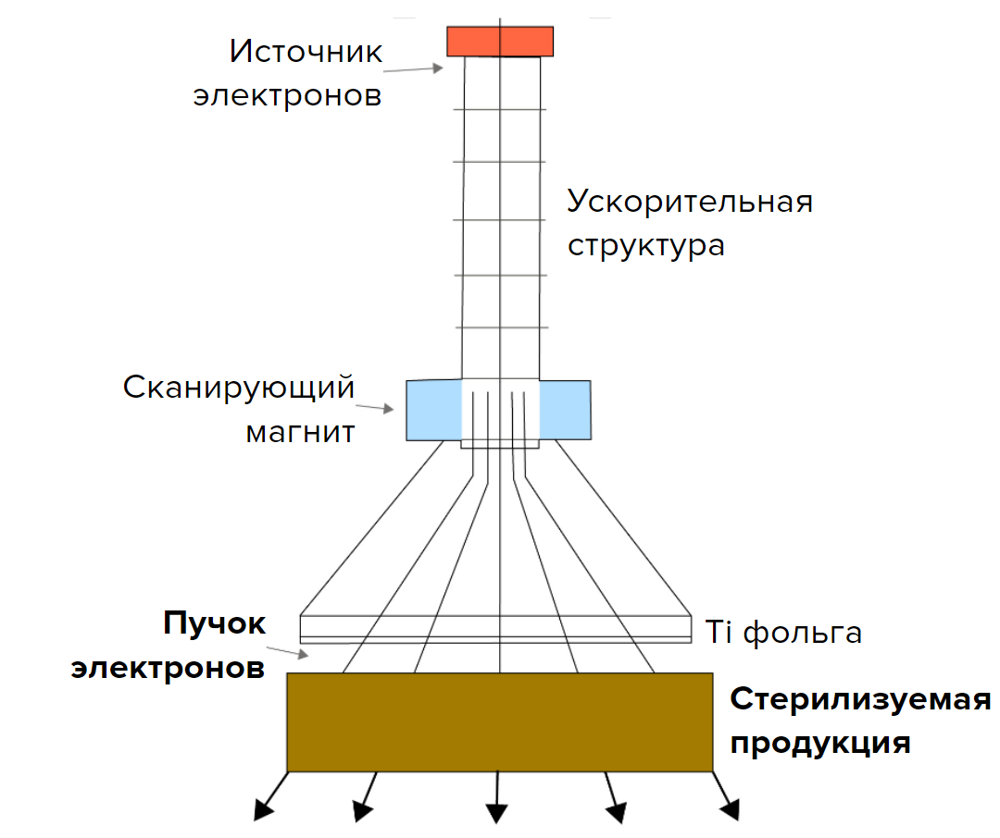 Источник
электронов
Ускорительная
структура
Сканирующий
магнит
Пучок
электронов
Ti фольга
Стерилизуемая
продукция